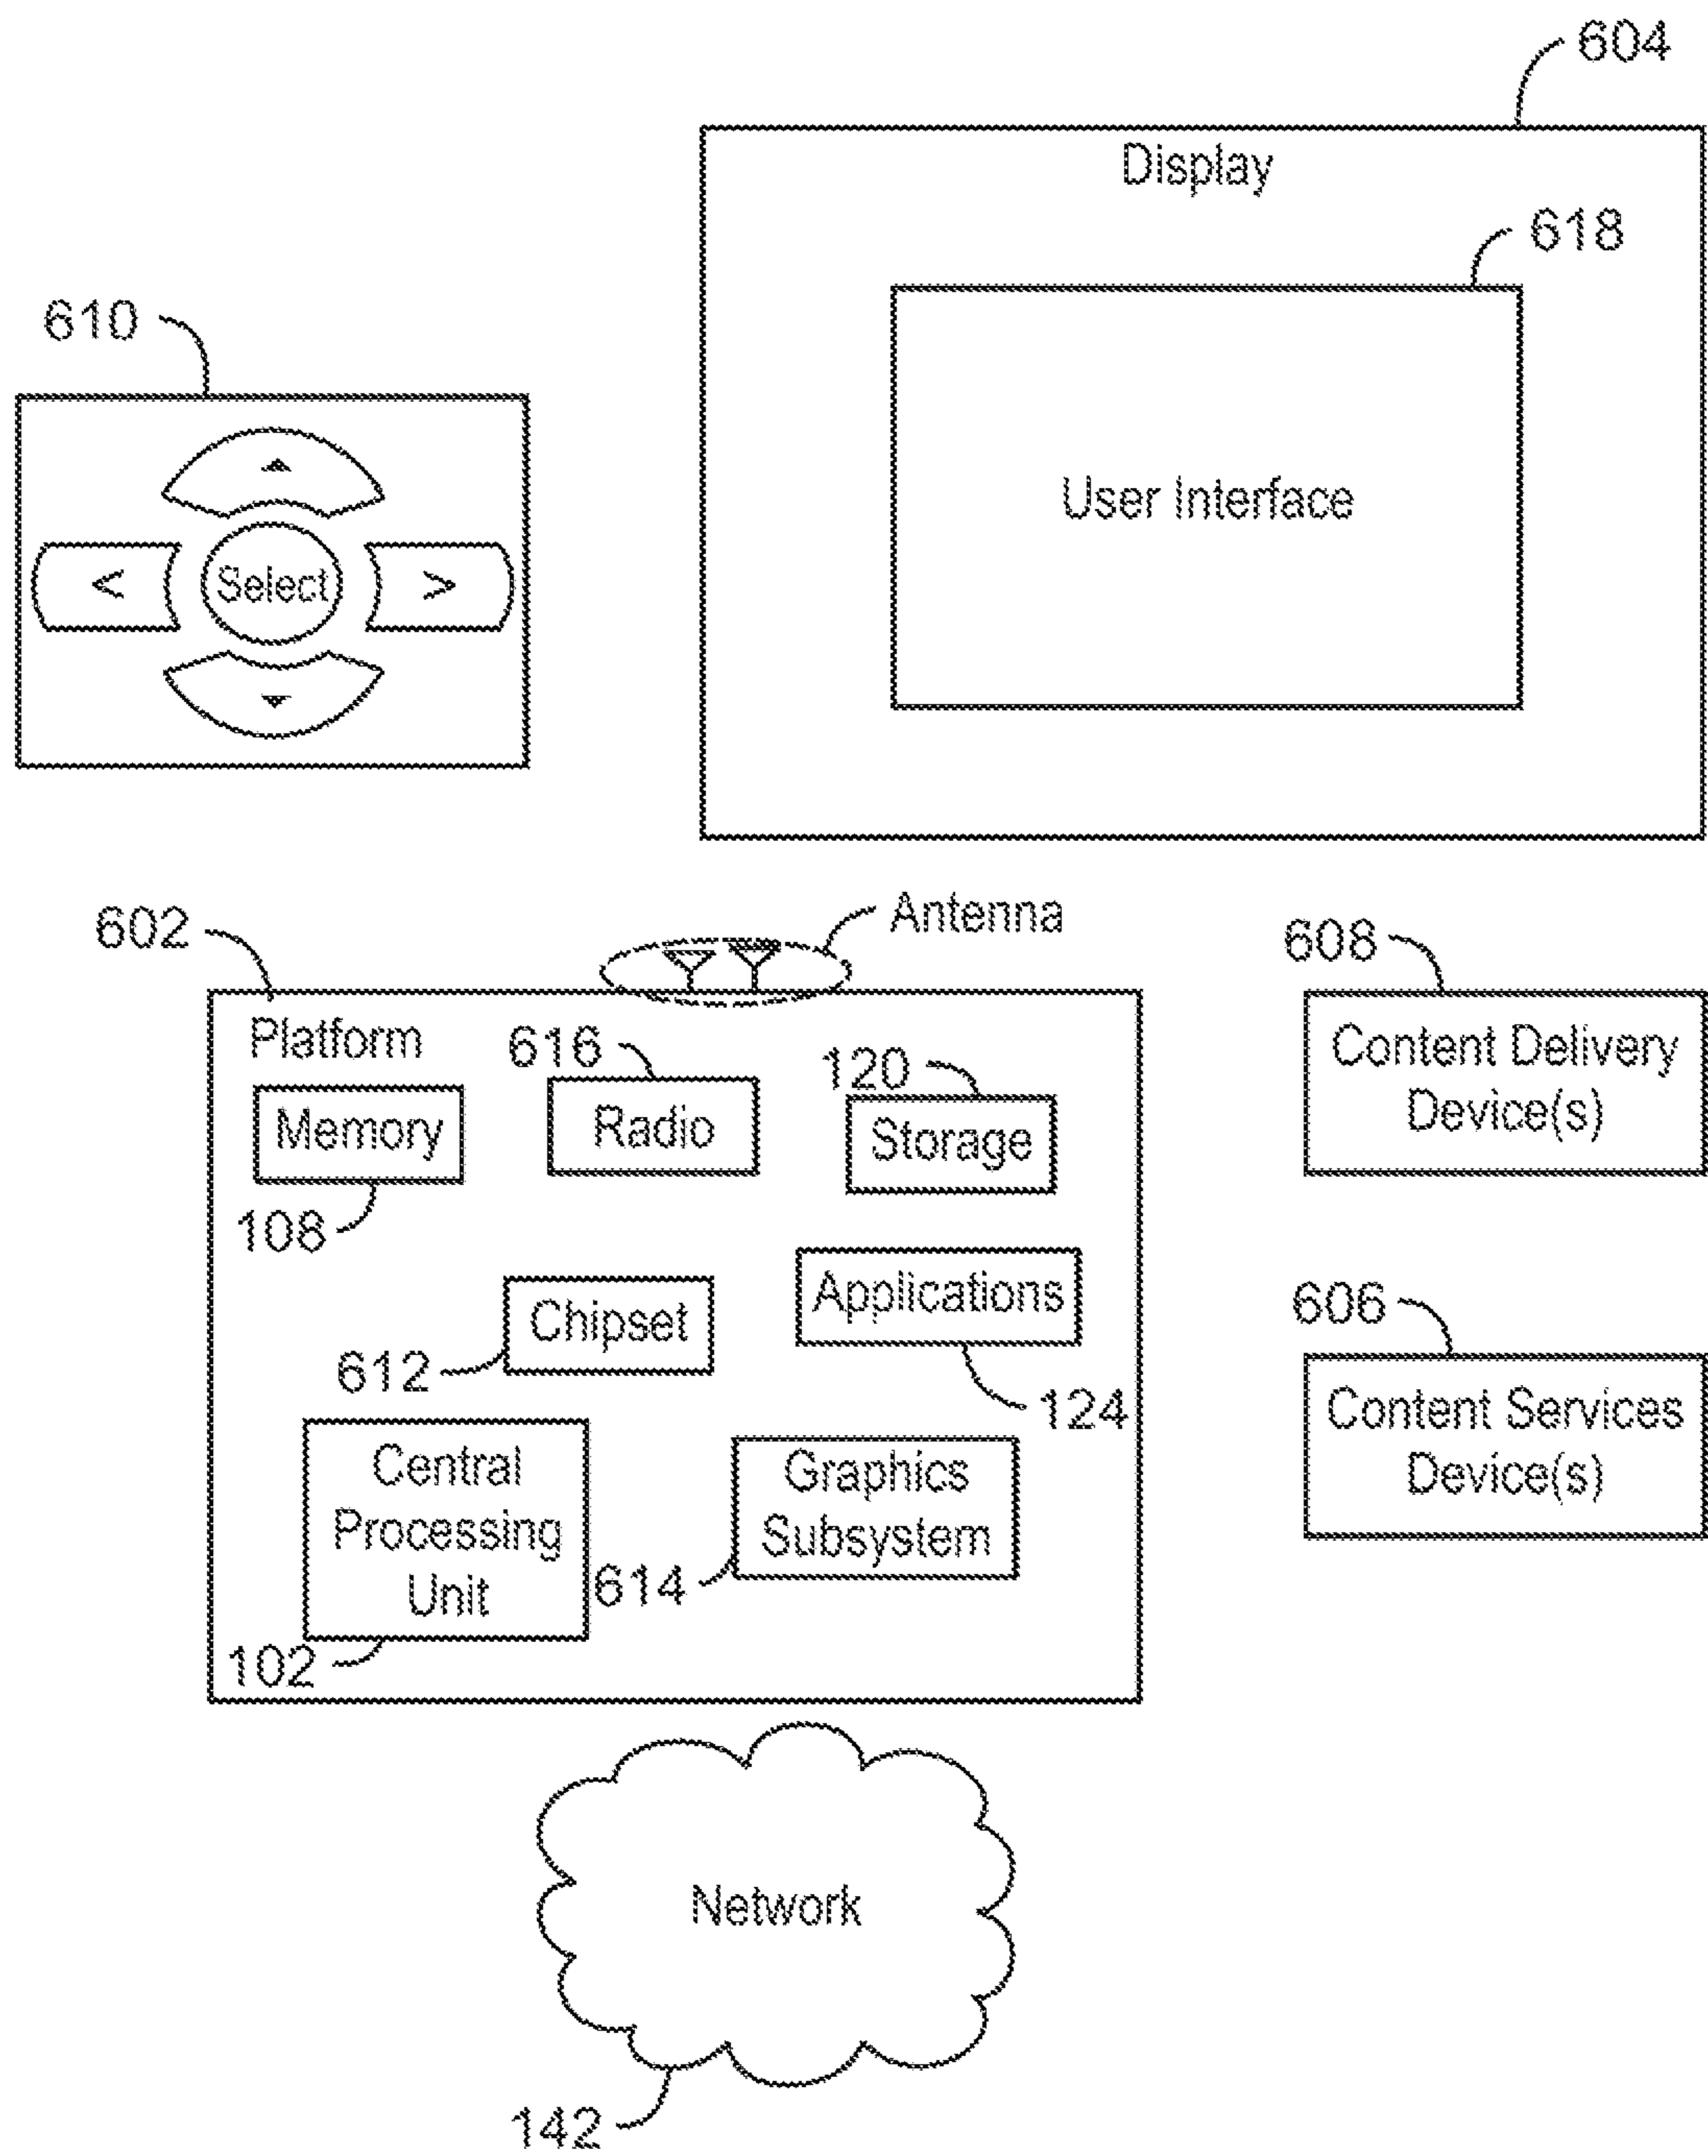 604
Display
618
User Interface
610
<
Select
>
602
Antenna
Platform
616
Radio
120
Storage
Memory
108
608
Content Delivery
Device(s)
Chipset
612
Applications
124
606
Content Services
Device(s)
Central
Processing
Unit
102
Graphics
Subsystem
614
Network
142